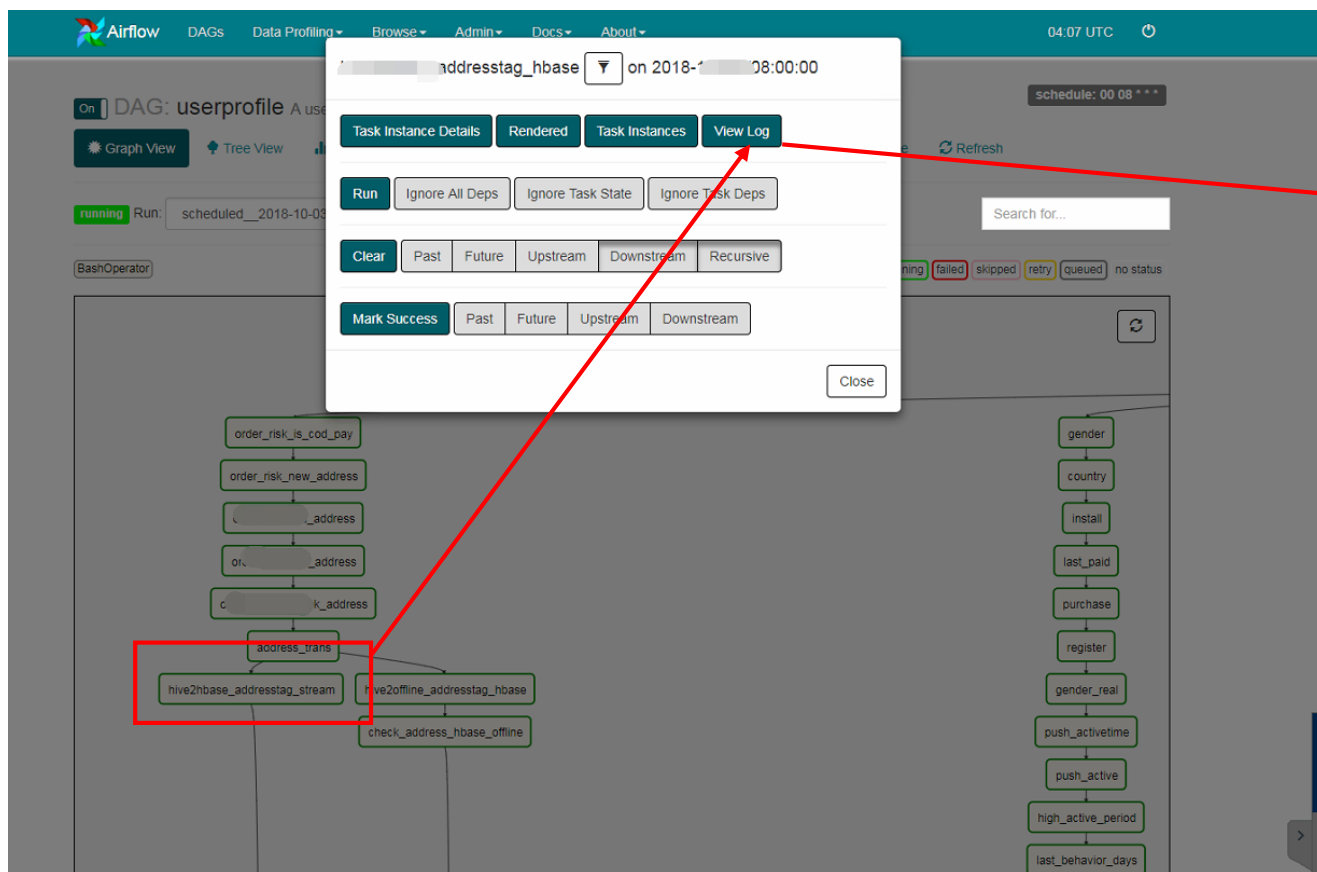 Airflow DAGs Data Profiling Browse Admin Docs About 04:07 UTC
addresstag_hbase on 2018- 08:00:00
On DAG: userprofile A use
schedule: 00 08 * * *
Task Instance Details Rendered Task Instances View Log
Graph View Tree View e Refresh
Run Ignore All Deps Ignore Task State Ignore Task Deps
running Run: scheduled__2018-10-03 Search for...
Clear Past Future Upstream Downstream Recursive
BashOperator ning failed skipped retry queued no status
Mark Success Past Future Upstream Downstream
Close
order_risk_is_cod_pay
order_risk_new_address
_address
_address
k_address
address_trans
hive2hbase_addresstag_stream
hive2offline_addresstag_hbase
check_address_hbase_offline
gender
country
install
last_paid
purchase
register
gender_real
push_activetime
push_active
high_active_period
last_behavior_days